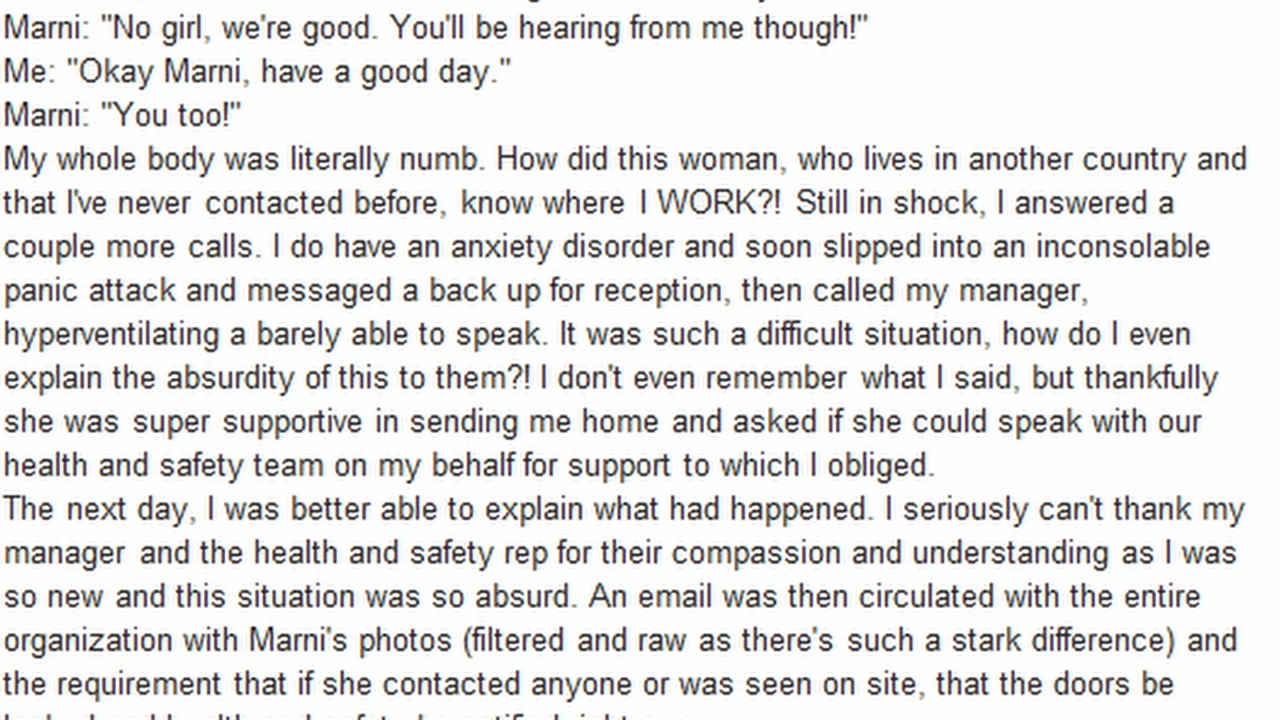 Marni: "No girl, we're good. You'll be hearing from me though!"
Me: "Okay Marni, have a good day."
Marni: "You too!"
My whole body was literally numb. How did this woman, who lives in another country and
that I've never contacted before, know where I WORK?! Still in shock, I answered a
couple more calls. I do have an anxiety disorder and soon slipped into an inconsolable
panic attack and messaged a back up for reception, then called my manager,
hyperventilating a barely able to speak. It was such a difficult situation, how do I even
explain the absurdity of this to them?! I don't even remember what I said, but thankfully
she was super supportive in sending me home and asked if she could speak with our
health and safety team on my behalf for support to which I obliged.
The next day, I was better able to explain what had happened. I seriously can't thank my
manager and the health and safety rep for their compassion and understanding as I was
so new and this situation was so absurd. An email was then circulated with the entire
organization with Marni's photos (filtered and raw as there's such a stark difference) and
the requirement that if she contacted anyone or was seen on site, that the doors be